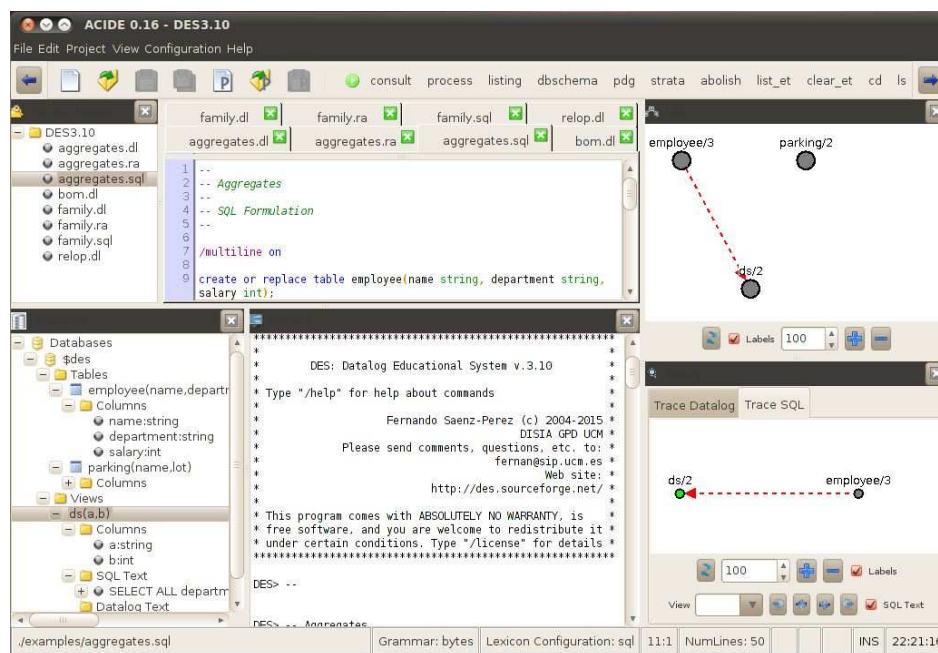 ACIDE 0.16 - DES3.10
File Edit Project View Configuration Help
consult process listing dbschema pdg strata abolish list_et clear_et cd ls
DES3.10
aggregates.dl
aggregates.ra
aggregates.sql
bom.dl
family.dl
family.ra
family.sql
relop.dl
family.dl family.ra family.sql relop.dl
aggregates.dl aggregates.ra aggregates.sql bom.dl
1 --
2 -- Aggregates
3 --
4 -- SQL Formulation
5 --
6
7 /multiline on
8
9 create or replace table employee(name string, department string,
salary int);
employee/3 parking/2
ds/2
Labels 100
Databases
$des
Tables
employee(name,departr
Columns
name:string
department:string
salary:int
parking(name,lot)
Columns
Views
ds(a,b)
Columns
a:string
b:int
SQL Text
SELECT ALL departm
Datalog Text
*********************************************************
* *
* DES: Datalog Educational System v.3.10 *
* *
* Type "/help" for help about commands *
* *
* Fernando Saenz-Perez (c) 2004-2015 *
* DISIA GPD UCM *
* Please send comments, questions, etc. to: *
* fernan@sip.ucm.es *
* Web site: *
* http://des.sourceforge.net/ *
* *
* This program comes with ABSOLUTELY NO WARRANTY, is *
* free software, and you are welcome to redistribute it *
* under certain conditions. Type "/license" for details *
*********************************************************
DES> --
DES> -- Aggregates
Trace Datalog Trace SQL
ds/2 employee/3
100 Labels
View SQL Text
./examples/aggregates.sql Grammar: bytes Lexicon Configuration: sql 11:1 NumLines: 50 INS 22:21:16